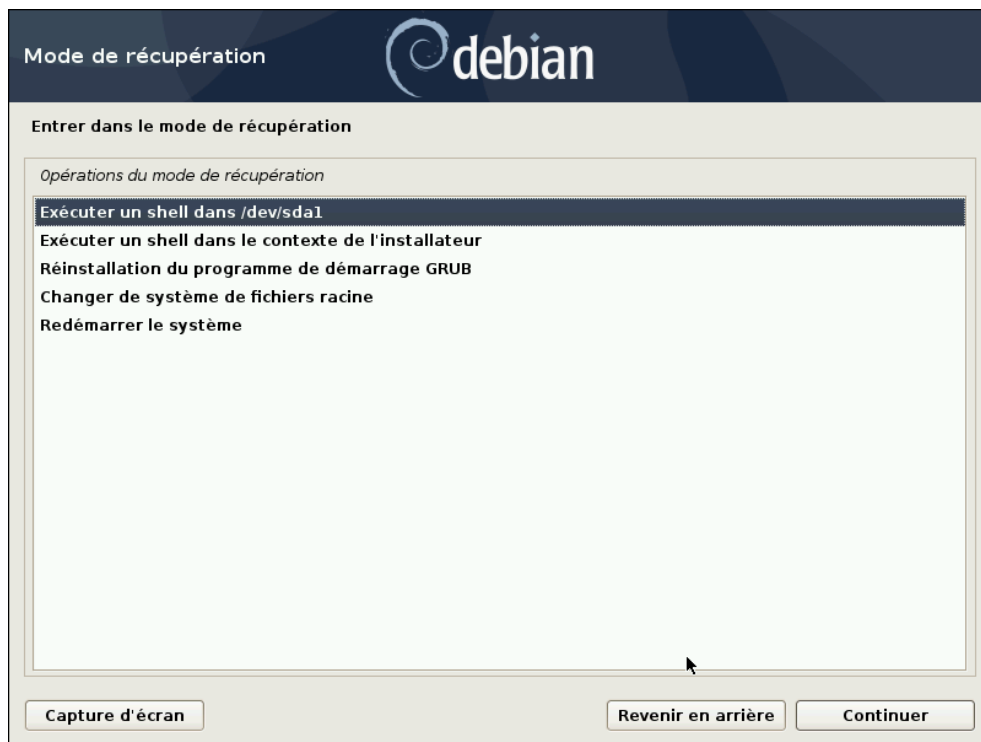 Mode de récupération
debian
Entrer dans le mode de récupération
Opérations du mode de récupération
Exécuter un shell dans /dev/sda1
Exécuter un shell dans le contexte de l'installateur
Réinstallation du programme de démarrage GRUB
Changer de système de fichiers racine
Redémarrer le système
Capture d'écran
Revenir en arrière
Continuer